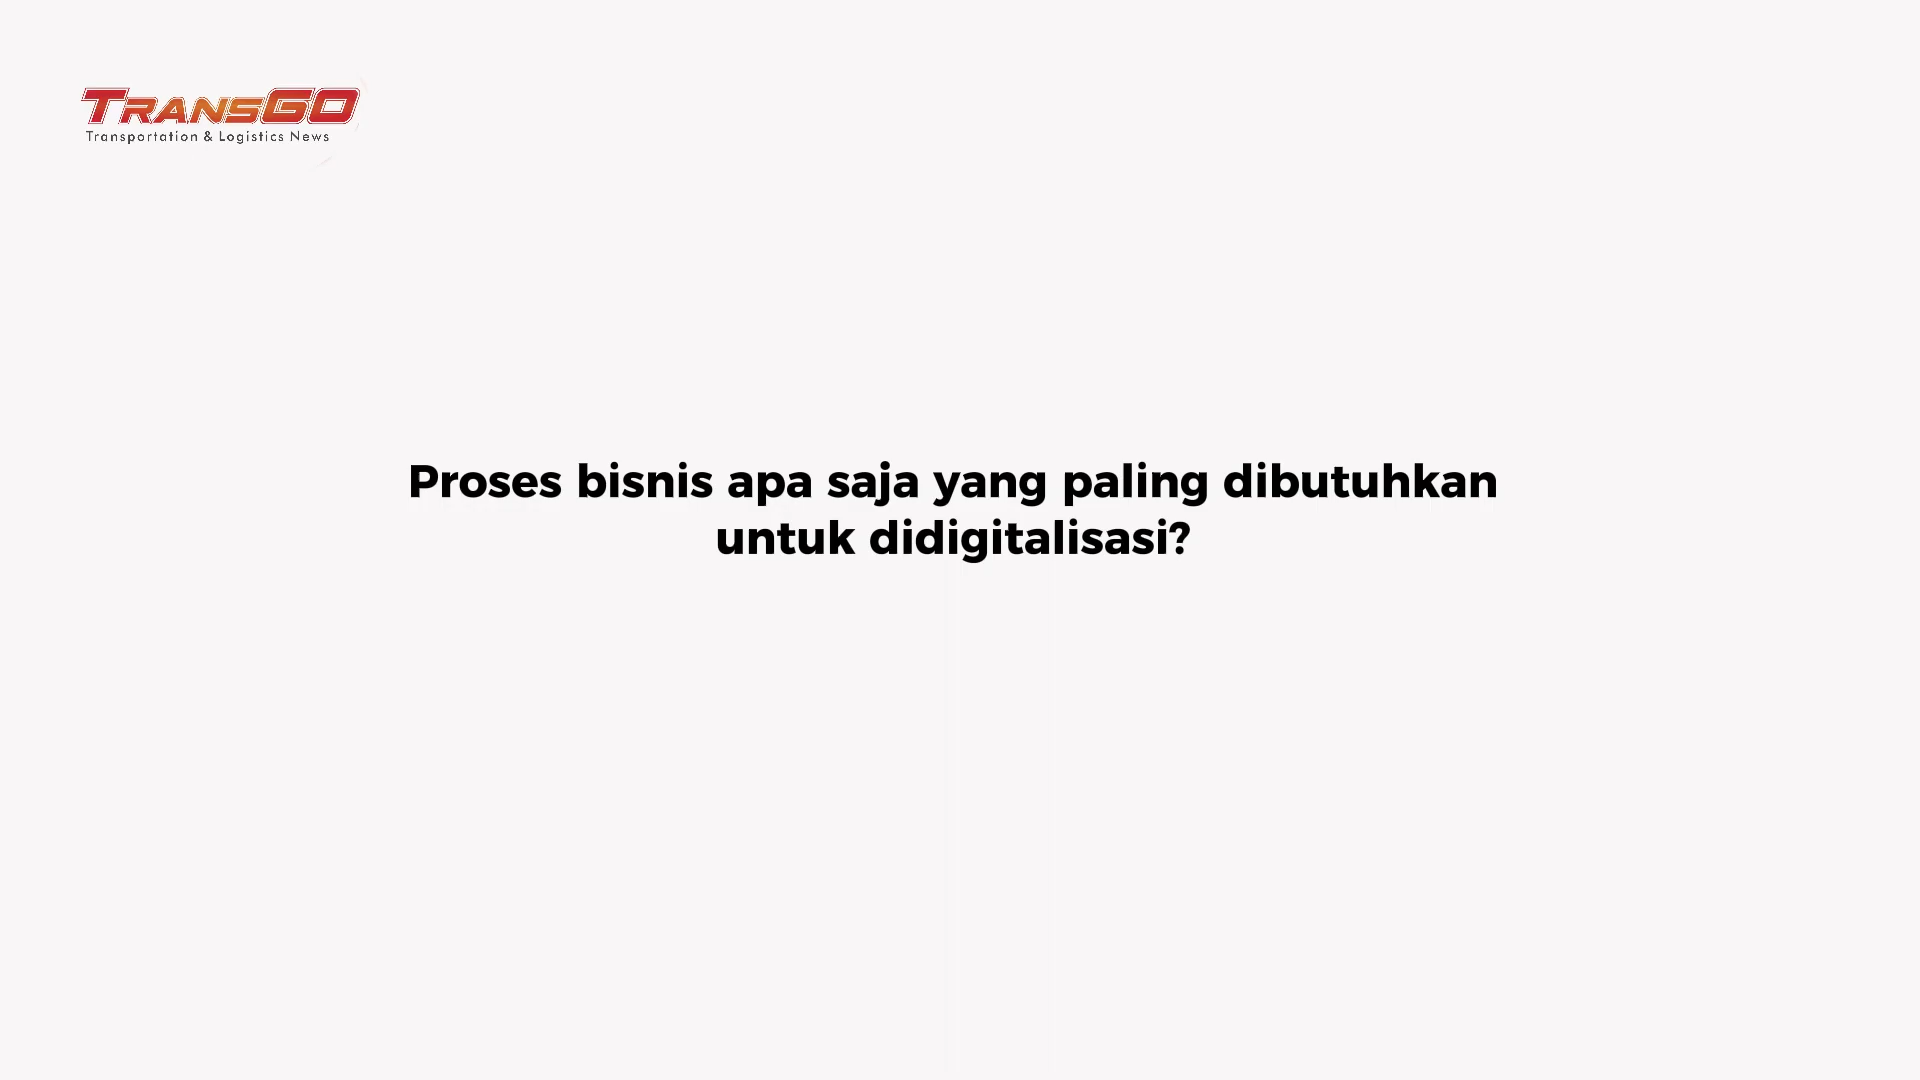 TRANSGO
Transportation & Logistics News
Proses bisnis apa saja yang paling dibutuhkan
untuk didigitalisasi?